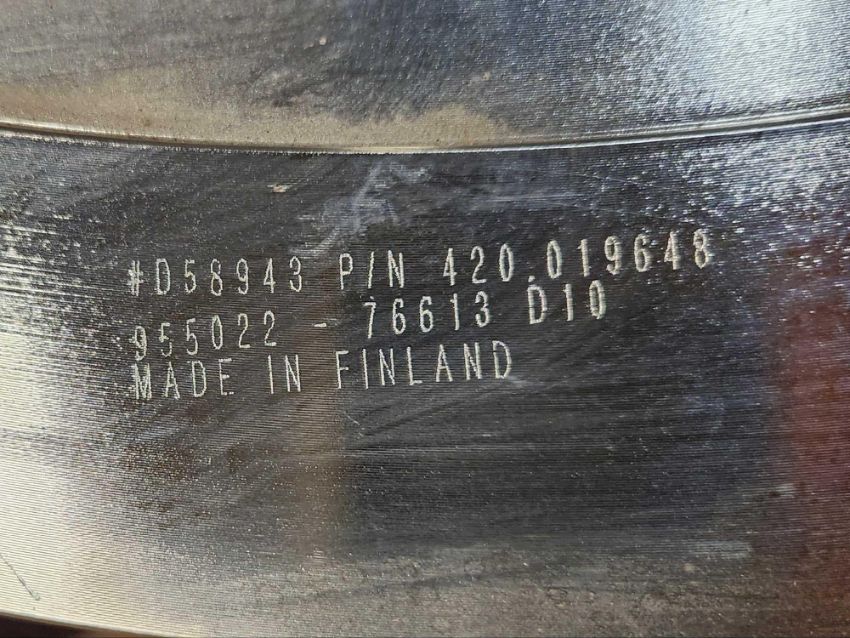 #D58943 P/N 420.019648
955022 - 76613 D10
MADE IN FINLAND